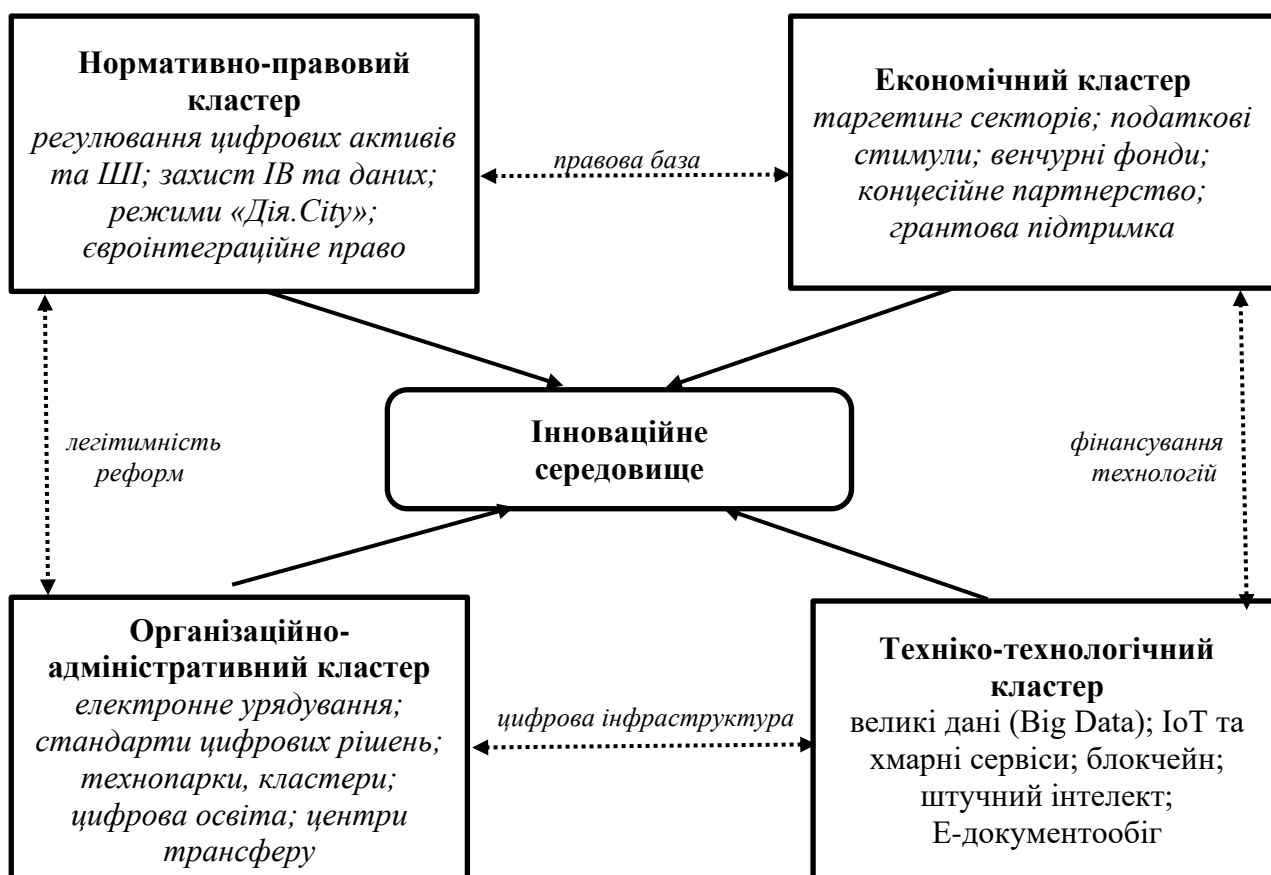 Нормативно-правовий
кластер
регулювання цифрових активів
та ШІ; захист ІВ та даних;
режими «Дія.City»;
євроінтеграційне право
правова база
Економічний кластер
таргетинг секторів; податкові
стимули; венчурні фонди;
концесійне партнерство;
грантова підтримка
легітимність
реформ
Інноваційне
середовище
фінансування
технологій
Організаційно-
адміністративний кластер
електронне урядування;
стандарти цифрових рішень;
технопарки, кластери;
цифрова освіта; центри
трансферу
цифрова інфраструктура
Техніко-технологічний
кластер
великі дані (Big Data); IoT та
хмарні сервіси; блокчейн;
штучний інтелект;
Е-документообіг